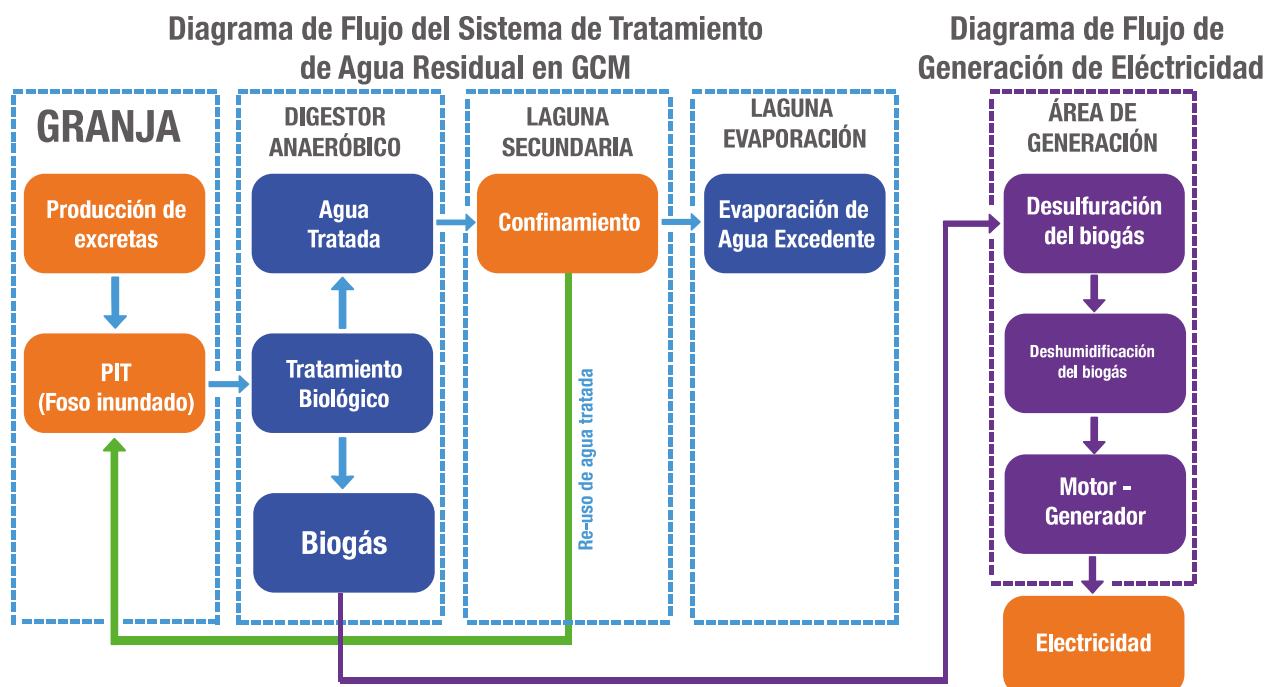 Diagrama de Flujo del Sistema de Tratamiento
de Agua Residual en GCM
Diagrama de Flujo de
Generación de Eléctricidad
GRANJA
Producción de
excretas
PIT
(Foso inundado)
DIGESTOR
ANAERÓBICO
Agua
Tratada
Tratamiento
Biológico
Biogás
LAGUNA
SECUNDARIA
Confinamiento
Re-uso de agua tratada
LAGUNA
EVAPORACIÓN
Evaporación de
Agua Excedente
ÁREA DE
GENERACIÓN
Desulfuración
del biogás
Deshumidificación
del biogás
Motor -
Generador
Electricidad